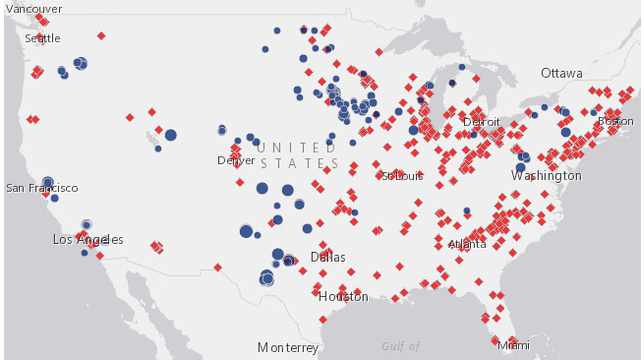 Vancouver
Seattle
Ottawa
Detroit
Boston
UNITED
STATES
Denver
St Louis
Washington
San Francisco
Los Angeles
Atlanta
Dallas
Houston
Miami
Monterrey
Gulf of